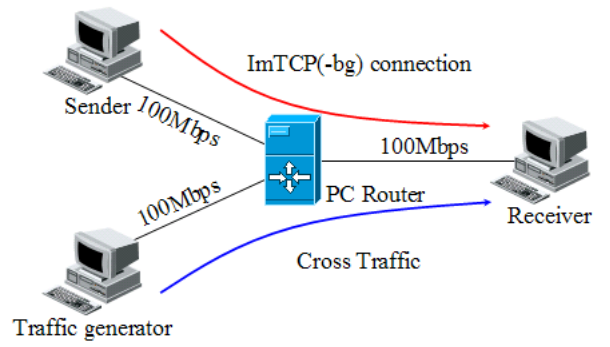 ImTCP(-bg) connection
Sender
100Mbps
100Mbps
100Mbps
PC Router
Receiver
Cross Traffic
Traffic generator